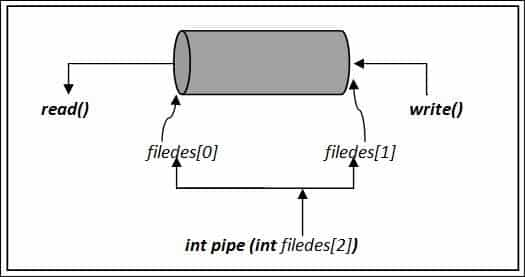 read()
write()
filedes[0]
filedes[1]
int pipe (int filedes[2])